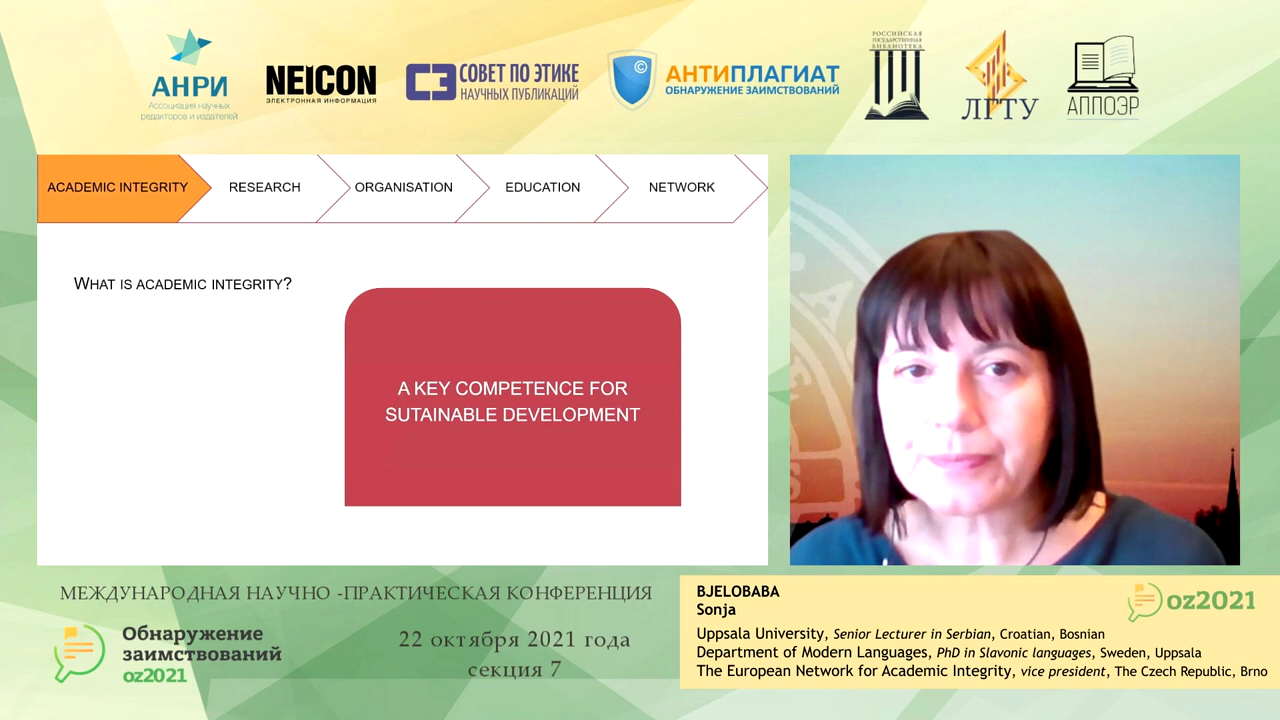 АНРИ
Ассоциация научных
редакторов и издателей
NEICON
ЭЛЕКТРОННАЯ ИНФОРМАЦИЯ
СЭ
СОВЕТ ПО ЭТИКЕ
НАУЧНЫХ ПУБЛИКАЦИЙ
©
АНТИПЛАГИАТ
ОБНАРУЖЕНИЕ ЗАИМСТВОВАНИЙ
РОССИЙСКАЯ
ГОСУДАРСТВЕННАЯ
БИБЛИОТЕКА
ЛГТУ
АППОЭР
ACADEMIC INTEGRITY
RESEARCH
ORGANISATION
EDUCATION
NETWORK
WHAT IS ACADEMIC INTEGRITY?
A KEY COMPETENCE FOR
SUTAINABLE DEVELOPMENT
МЕЖДУНАРОДНАЯ НАУЧНО -ПРАКТИЧЕСКАЯ КОНФЕРЕНЦИЯ
Обнаружение
заимствований
oz2021
22 октября 2021 года
секция 7
BJELOBABA
Sonja
oz2021
Uppsala University, Senior Lecturer in Serbian, Croatian, Bosnian
Department of Modern Languages, PhD in Slavonic languages, Sweden, Uppsala
The European Network for Academic Integrity, vice president, The Czech Republic, Brno